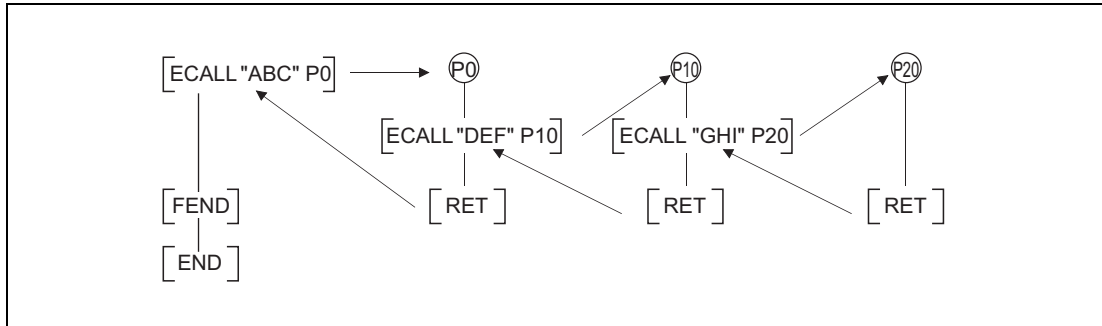 [ECALL "ABC" P0]
P0
P10
P20
[ECALL "DEF" P10]
[ECALL "GHI" P20]
[FEND]
[RET]
[RET]
[RET]
[END]